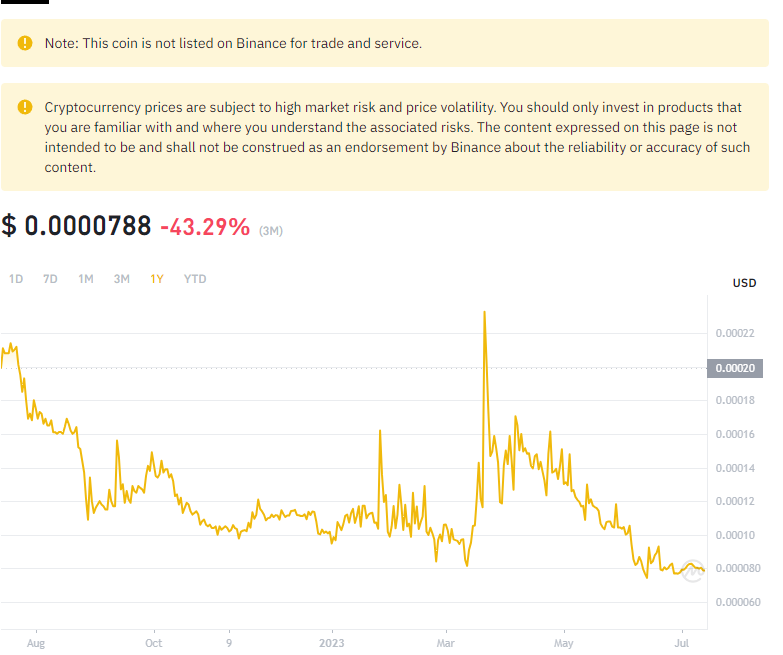 Note: This coin is not listed on Binance for trade and service.
Cryptocurrency prices are subject to high market risk and price volatility. You should only invest in products that
you are familiar with and where you understand the associated risks. The content expressed on this page is not
intended to be and shall not be construed as an endorsement by Binance about the reliability or accuracy of such
content.
$ 0.0000788 -43.29% (3M)
1D 7D 1M 3M 1Y YTD
USD
0.00022
0.00020
0.00018
0.00016
0.00014
0.00012
0.00010
0.000080
0.000060
Aug Oct 9 2023 Mar May Jul